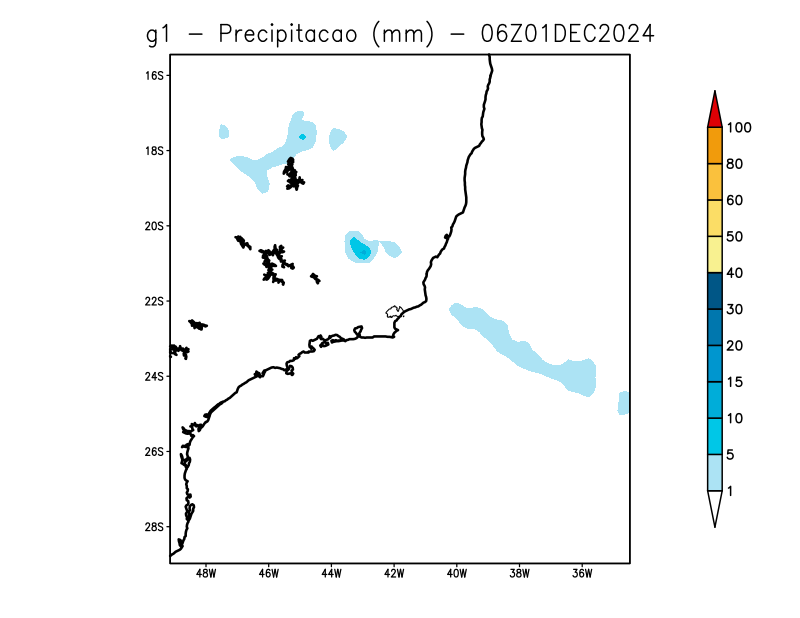 g1 – Precipitacao (mm) – 06Z01DEC2024
16S
18S
20S
22S
24S
26S
28S
48W 46W 44W 42W 40W 38W 36W
100
80
60
50
40
30
20
15
10
5
1